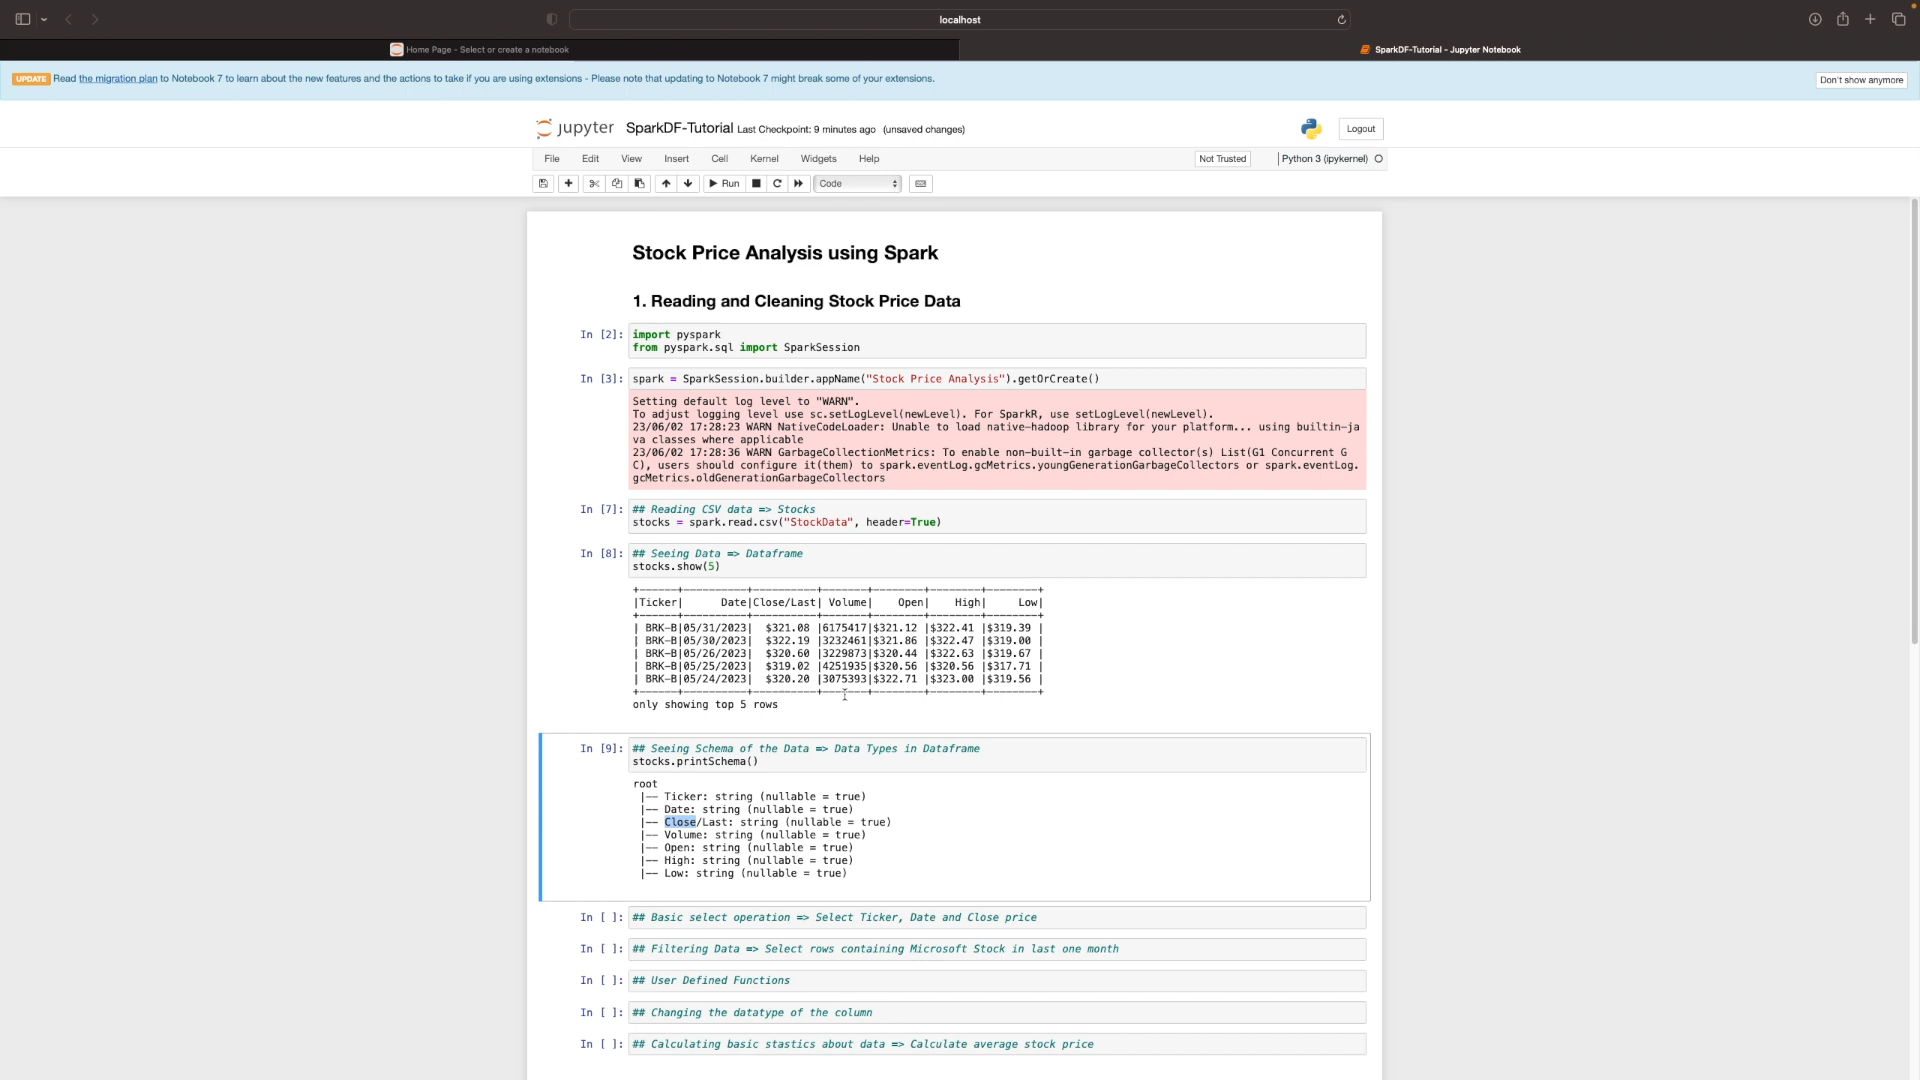 localhost
Home Page - Select or create a notebook
SparkDF-Tutorial - Jupyter Notebook
UPDATE Read the migration plan to Notebook 7 to learn about the new features and the actions to take if you are using extensions - Please note that updating to Notebook 7 might break some of your extensions.
Don't show anymore
jupyter SparkDF-Tutorial Last Checkpoint: 9 minutes ago (unsaved changes)
Logout
File Edit View Insert Cell Kernel Widgets Help
Not Trusted Python 3 (ipykernel)
Run Code
Stock Price Analysis using Spark
1. Reading and Cleaning Stock Price Data
In [2]: import pyspark
from pyspark.sql import SparkSession
In [3]: spark = SparkSession.builder.appName("Stock Price Analysis").getOrCreate()
Setting default log level to "WARN".
To adjust logging level use sc.setLogLevel(newLevel). For SparkR, use setLogLevel(newLevel).
23/06/02 17:28:23 WARN NativeCodeLoader: Unable to load native-hadoop library for your platform... using builtin-ja
va classes where applicable
23/06/02 17:28:36 WARN GarbageCollectionMetrics: To enable non-built-in garbage collector(s) List(G1 Concurrent G
C), users should configure it(them) to spark.eventLog.gcMetrics.youngGenerationGarbageCollectors or spark.eventLog.
gcMetrics.oldGenerationGarbageCollectors
In [7]: ## Reading CSV data => Stocks
stocks = spark.read.csv("StockData", header=True)
In [8]: ## Seeing Data => Dataframe
stocks.show(5)
+------+----------+----------+-------+--------+--------+--------+
|Ticker|      Date|Close/Last| Volume|    Open|    High|     Low|
+------+----------+----------+-------+--------+--------+--------+
| BRK-B|05/31/2023|  $321.08 |6175417|$321.12 |$322.41 |$319.39 |
| BRK-B|05/30/2023|  $322.19 |3232461|$321.86 |$322.47 |$319.00 |
| BRK-B|05/26/2023|  $320.60 |3229873|$320.44 |$322.63 |$319.67 |
| BRK-B|05/25/2023|  $319.02 |4251935|$320.56 |$320.56 |$317.71 |
| BRK-B|05/24/2023|  $320.20 |3075393|$322.71 |$323.00 |$319.56 |
+------+----------+----------+-------+--------+--------+--------+
only showing top 5 rows
In [9]: ## Seeing Schema of the Data => Data Types in Dataframe
stocks.printSchema()
root
|-- Ticker: string (nullable = true)
|-- Date: string (nullable = true)
|-- Close/Last: string (nullable = true)
|-- Volume: string (nullable = true)
|-- Open: string (nullable = true)
|-- High: string (nullable = true)
|-- Low: string (nullable = true)
In [ ]: ## Basic select operation => Select Ticker, Date and Close price
In [ ]: ## Filtering Data => Select rows containing Microsoft Stock in last one month
In [ ]: ## User Defined Functions
In [ ]: ## Changing the datatype of the column
In [ ]: ## Calculating basic stastics about data => Calculate average stock price